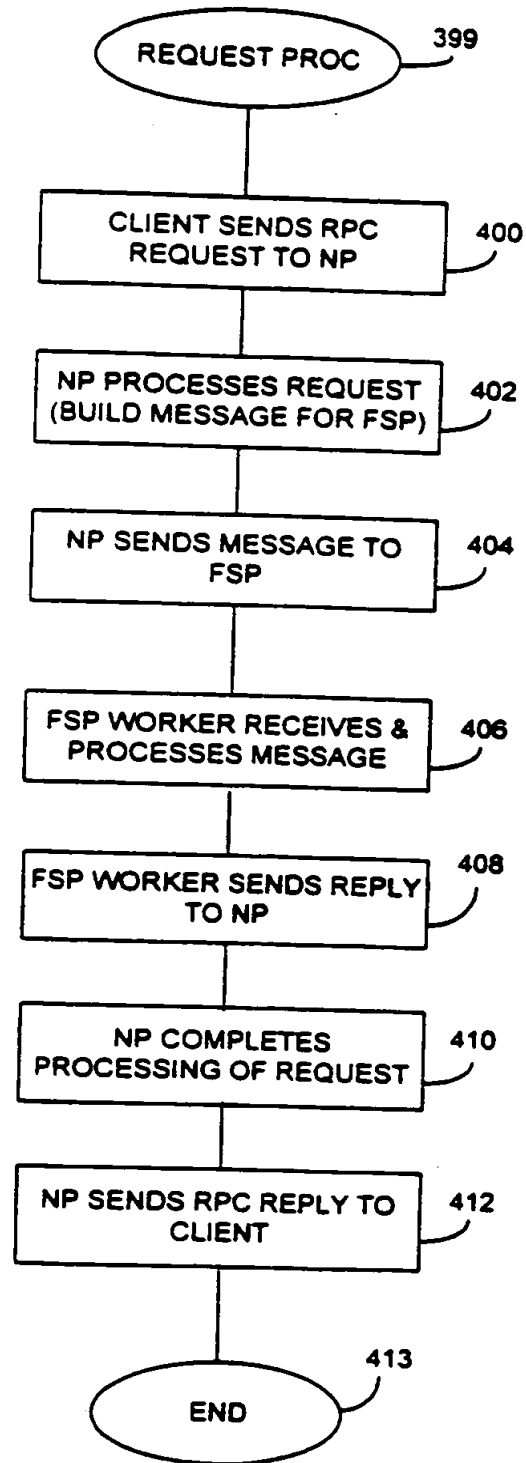 REQUEST PROC
399
CLIENT SENDS RPC
REQUEST TO NP
400
NP PROCESSES REQUEST
(BUILD MESSAGE FOR FSP)
402
NP SENDS MESSAGE TO
FSP
404
FSP WORKER RECEIVES &
PROCESSES MESSAGE
406
FSP WORKER SENDS REPLY
TO NP
408
NP COMPLETES
PROCESSING OF REQUEST
410
NP SENDS RPC REPLY TO
CLIENT
412
END
413